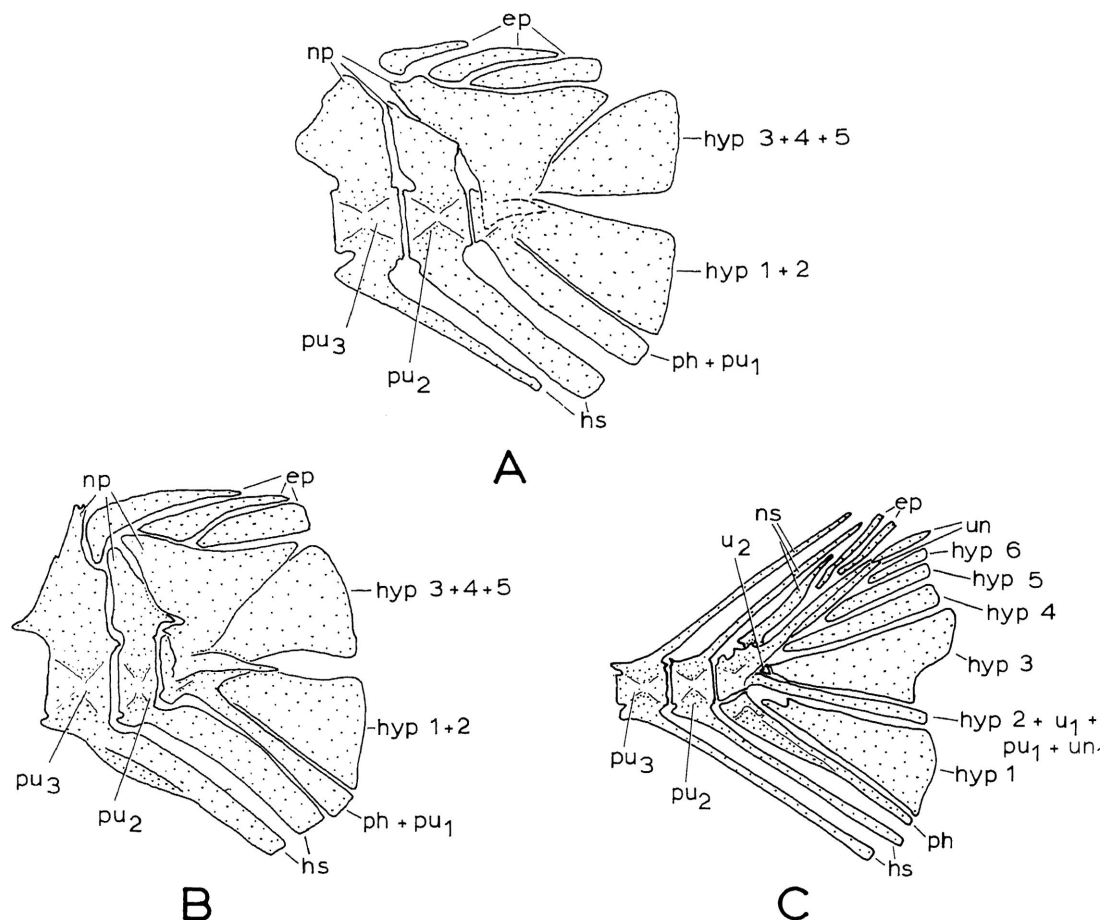 ep
np
hyp 3 + 4 + 5
hyp 1 + 2
pu3
pu2
ph + pu1
hs
A
np
ep
hyp 3 + 4 + 5
hyp 1 + 2
pu3
pu2
ph + pu1
hs
B
ep
ns
un
u2
hyp 6
hyp 5
hyp 4
hyp 3
hyp 2 + u1 +
pu1 + un
hyp 1
pu3
pu2
ph
hs
C